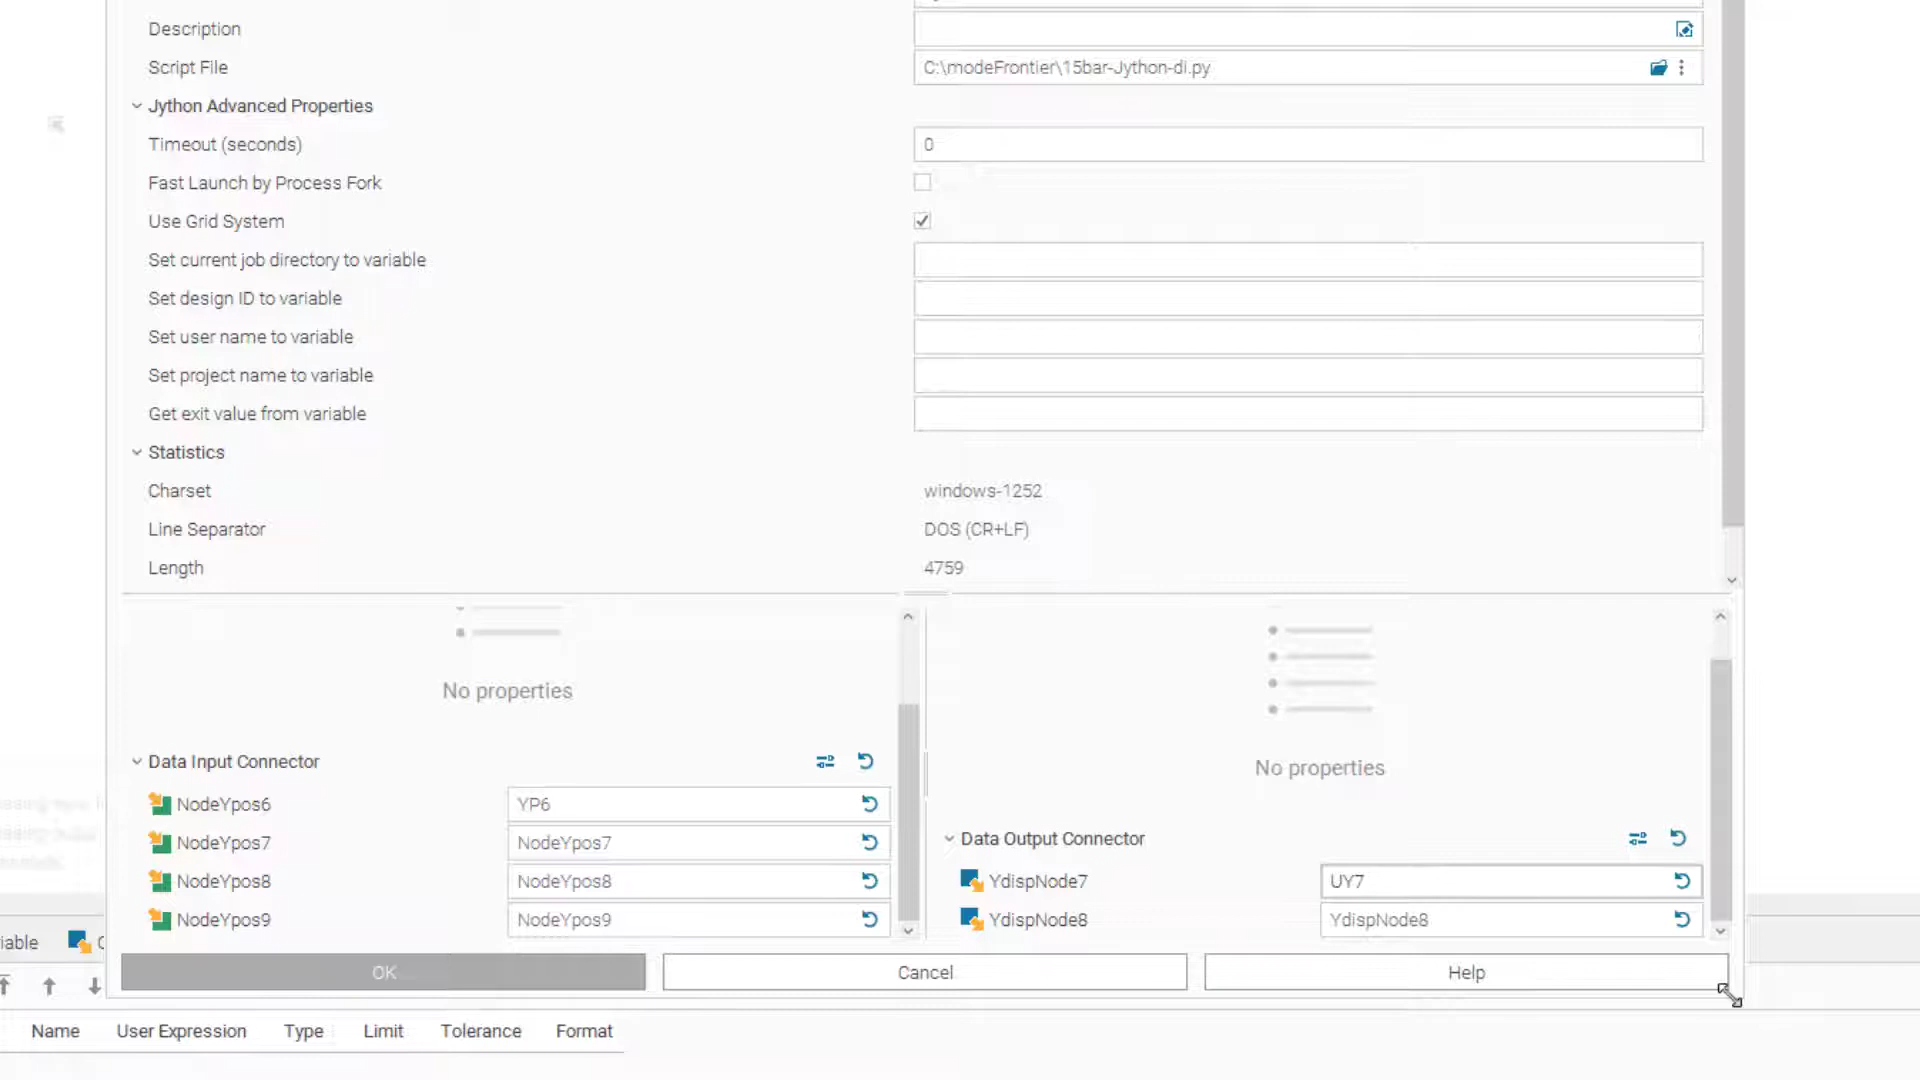 Description
Script File C:\modeFrontier\15bar-Jython-di.py
Jython Advanced Properties
Timeout (seconds) 0
Fast Launch by Process Fork
Use Grid System
Set current job directory to variable
Set design ID to variable
Set user name to variable
Set project name to variable
Get exit value from variable
Statistics
Charset windows-1252
Line Separator DOS (CR+LF)
Length 4759
No properties
Data Input Connector
NodeYpos6 YP6
NodeYpos7 NodeYpos7
NodeYpos8 NodeYpos8
NodeYpos9 NodeYpos9
No properties
Data Output Connector
YdispNode7 UY7
YdispNode8 YdispNode8
iable
OK Cancel Help
Name User Expression Type Limit Tolerance Format